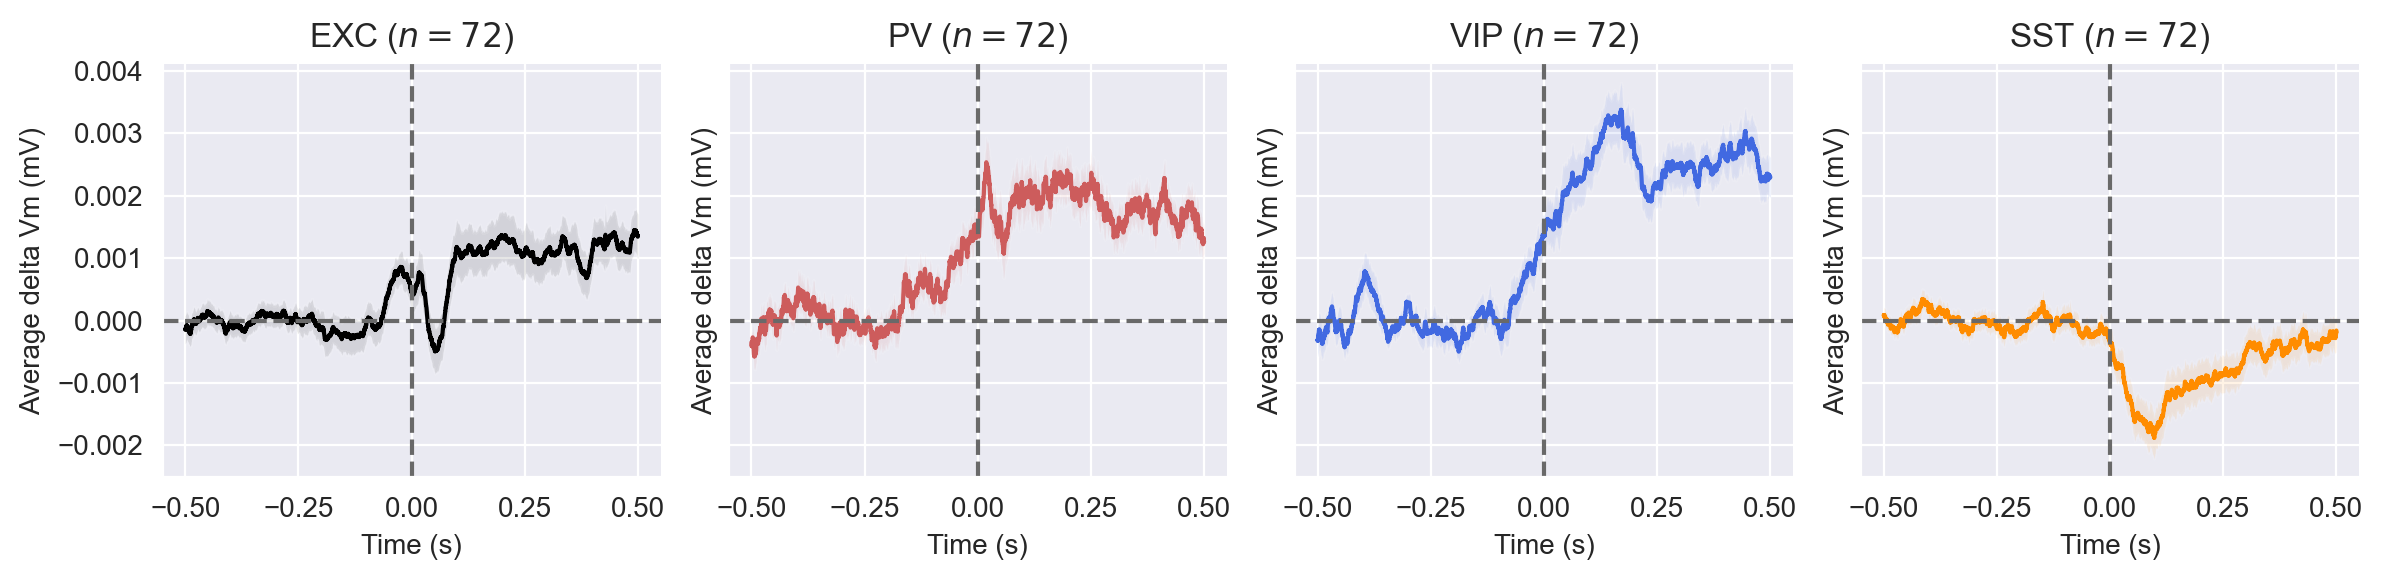 EXC (n = 72)
PV (n = 72)
VIP (n = 72)
SST (n = 72)
Average delta Vm (mV)
0.004
0.003
0.002
0.001
0.000
−0.001
−0.002
−0.50 −0.25 0.00 0.25 0.50
Time (s)
Average delta Vm (mV)
−0.50 −0.25 0.00 0.25 0.50
Time (s)
Average delta Vm (mV)
−0.50 −0.25 0.00 0.25 0.50
Time (s)
Average delta Vm (mV)
−0.50 −0.25 0.00 0.25 0.50
Time (s)